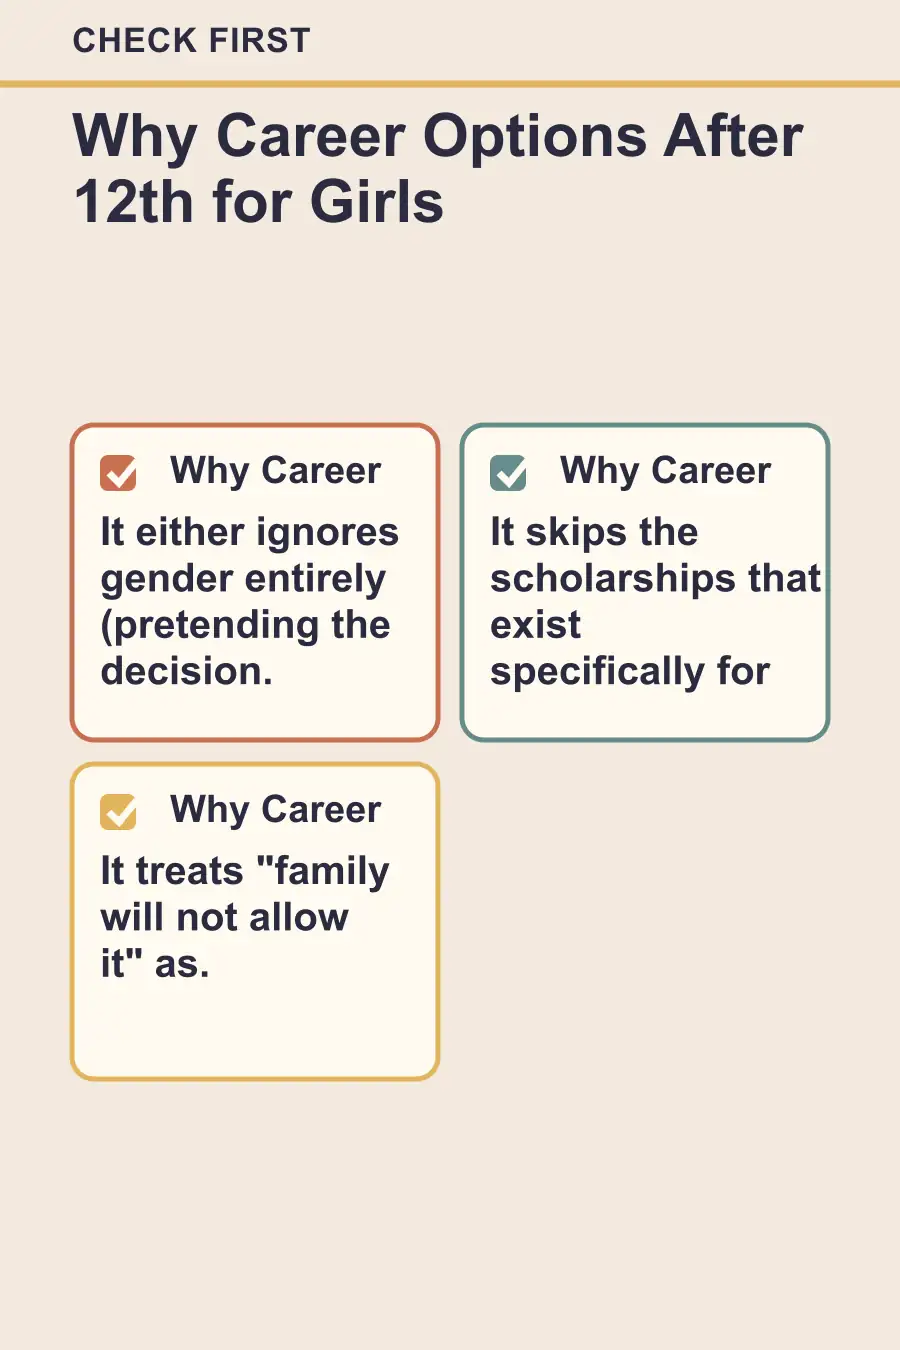 CHECK FIRST
Why Career Options After
12th for Girls
Why Career
It either ignores
gender entirely
(pretending the
decision.
Why Career
It skips the
scholarships that
exist
specifically for
Why Career
It treats "family
will not allow
it" as.